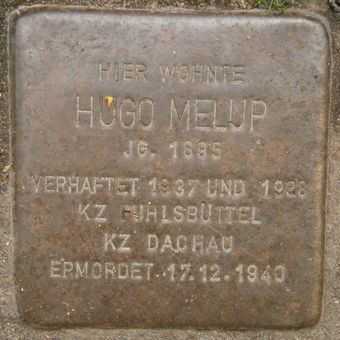 HIER WOHNTE
HUGO MELUP
JG. 1895
VERHAFTET 1937 UND 1938
KZ FUHLSBÜTTEL
KZ DACHAU
ERMORDET 17.12.1940